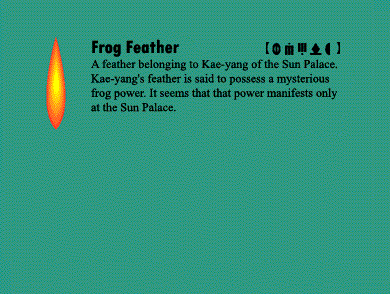 Frog Feather
A feather belonging to Kae-yang of the Sun Palace.
Kae-yang's feather is said to possess a mysterious
frog power. It seems that that power manifests only
at the Sun Palace.